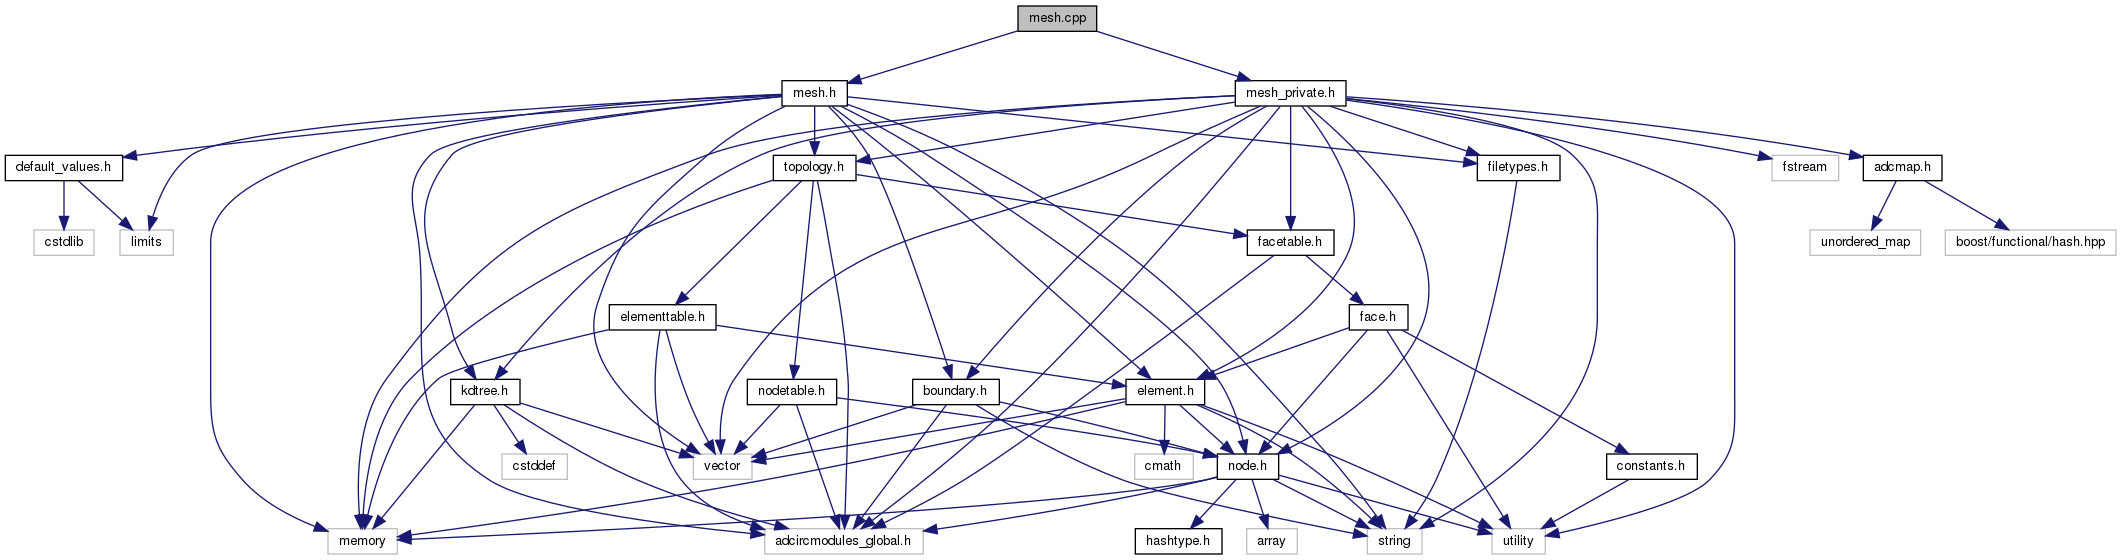 mesh.cpp
mesh.h
mesh_private.h
default_values.h
topology.h
filetypes.h
fstream
adcmap.h
cstdlib
limits
facetable.h
unordered_map
boost/functional/hash.hpp
elementtable.h
face.h
kdtree.h
nodetable.h
boundary.h
element.h
cstddef
vector
cmath
node.h
constants.h
memory
adcircmodules_global.h
hashtype.h
array
string
utility